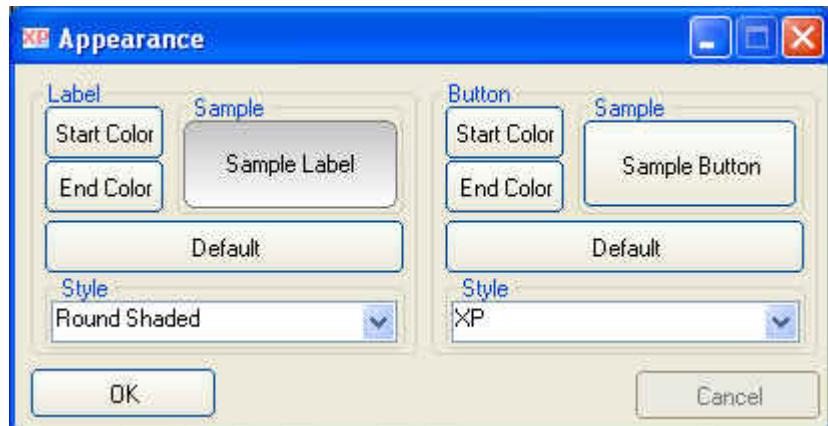 XP Appearance
Label
Start Color
End Color
Sample
Sample Label
Default
Style
Round Shaded
Button
Start Color
End Color
Sample
Sample Button
Default
Style
XP
OK
Cancel